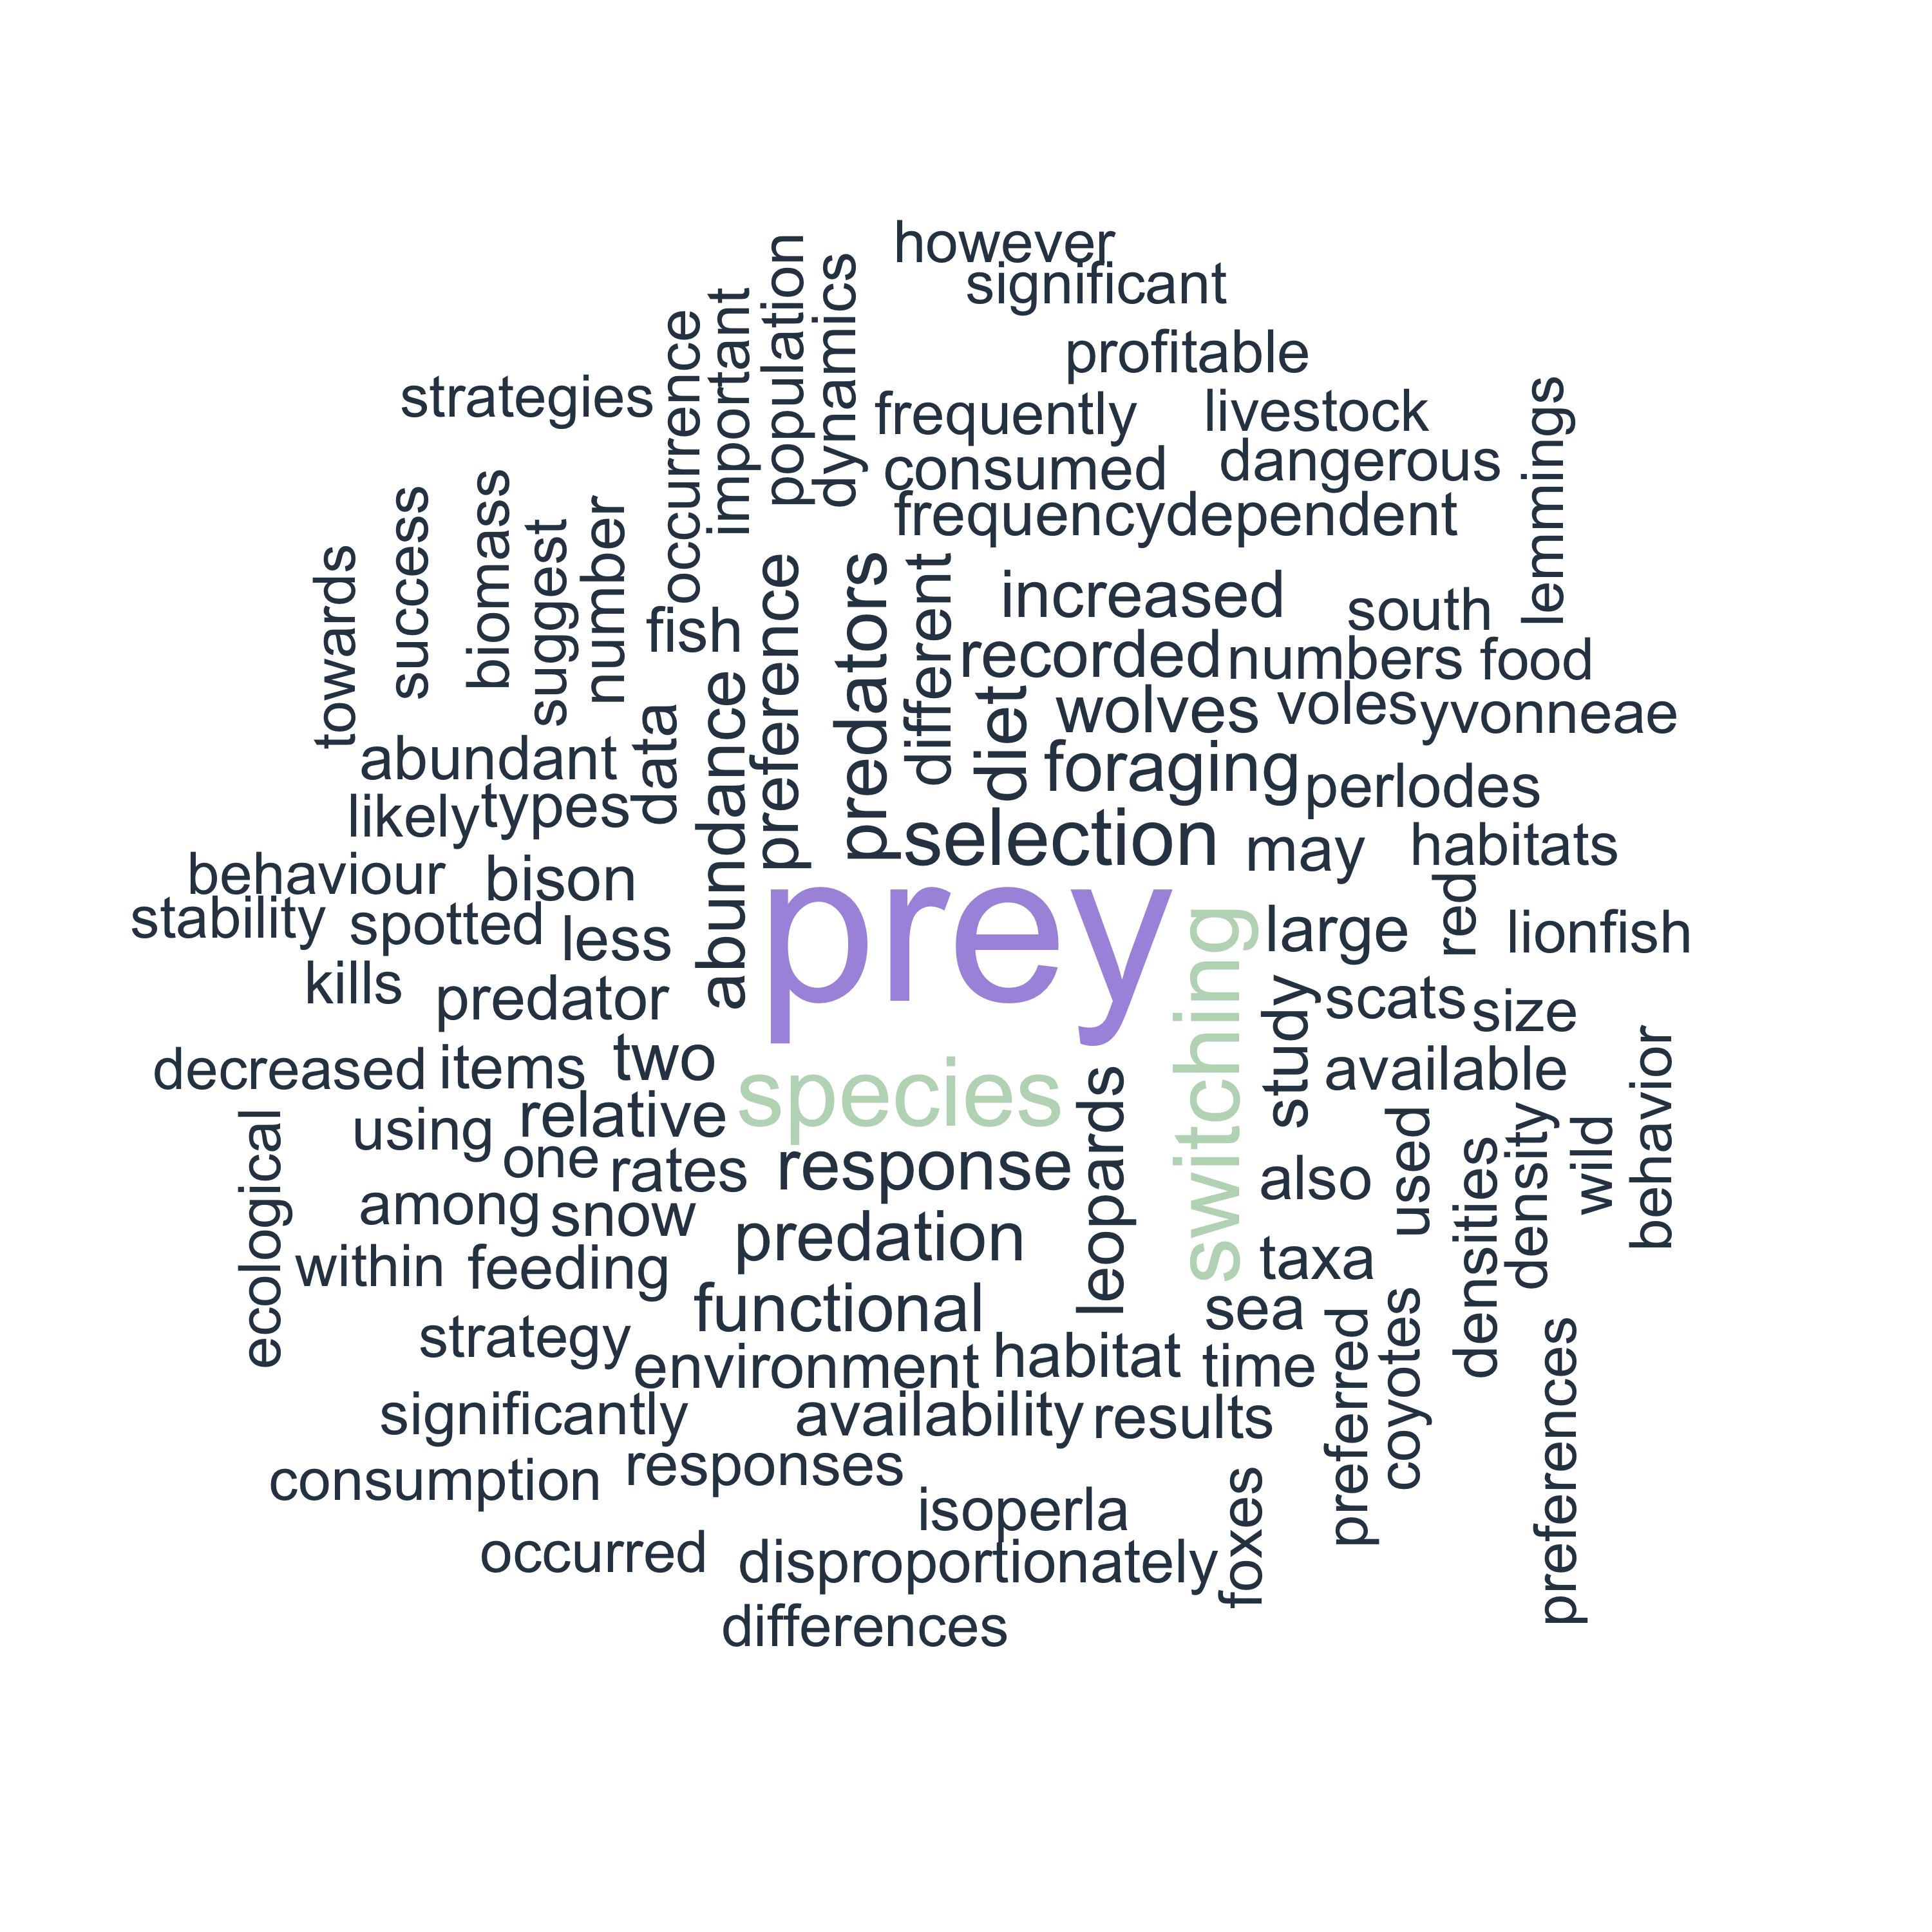 however
significant
population
dynamics
important
occurrence
profitable
strategies
frequently
livestock
lemmings
consumed
dangerous
frequencydependent
success
biomass
number
suggest
towards
preference
predators
different
increased
south
fish
recorded
numbers
food
abundance
diet
wolves
voles
yvonneae
data
abundant
foraging
perlodes
likely
types
selection
may
habitats
behaviour
bison
prey
red
stability
spotted
less
switching
large
lionfish
kills
predator
study
scats
size
decreased
items
two
species
leopards
available
behavior
ecological
using
relative
one
rates
response
also
used
densities
density
wild
among
snow
predation
within
feeding
taxa
functional
sea
preferred
coyotes
preferences
strategy
environment
habitat
time
significantly
availability
results
consumption
responses
isoperla
foxes
occurred
disproportionately
differences